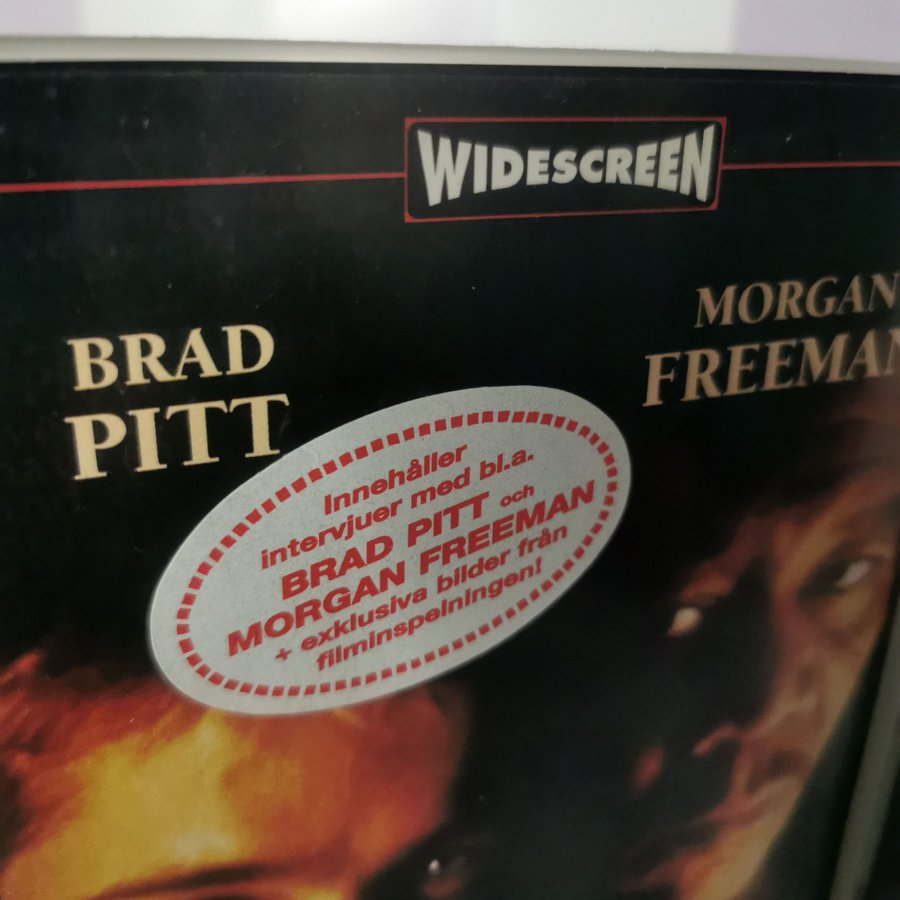 WIDESCREEN
BRAD
PITT
MORGAN
FREEMAN
Innehåller
intervjuer med bl.a.
BRAD PITT och
MORGAN FREEMAN
+ exklusiva bilder från
filminspelningen!